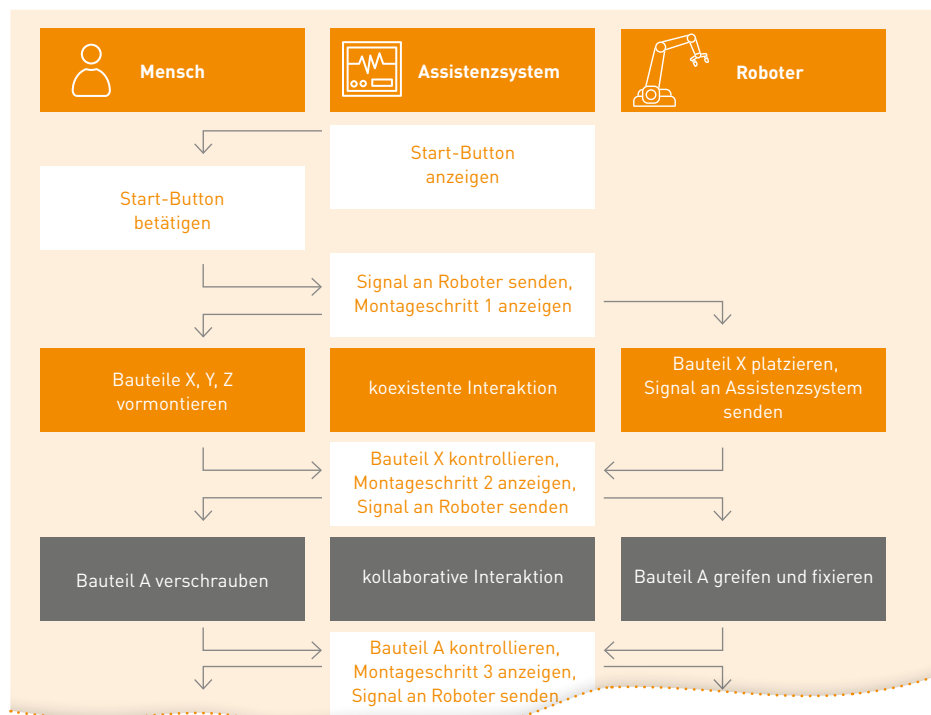 Mensch
Assistenzsystem
Roboter
Start-Button
anzeigen
Start-Button
betätigen
Signal an Roboter senden,
Montageschritt 1 anzeigen
Bauteile X, Y, Z
vormontieren
koexistente Interaktion
Bauteil X platzieren,
Signal an Assistenzsystem
senden
Bauteil X kontrollieren,
Montageschritt 2 anzeigen,
Signal an Roboter senden
Bauteil A verschrauben
kollaborative Interaktion
Bauteil A greifen und fixieren
Bauteil A kontrollieren,
Montageschritt 3 anzeigen,
Signal an Roboter senden